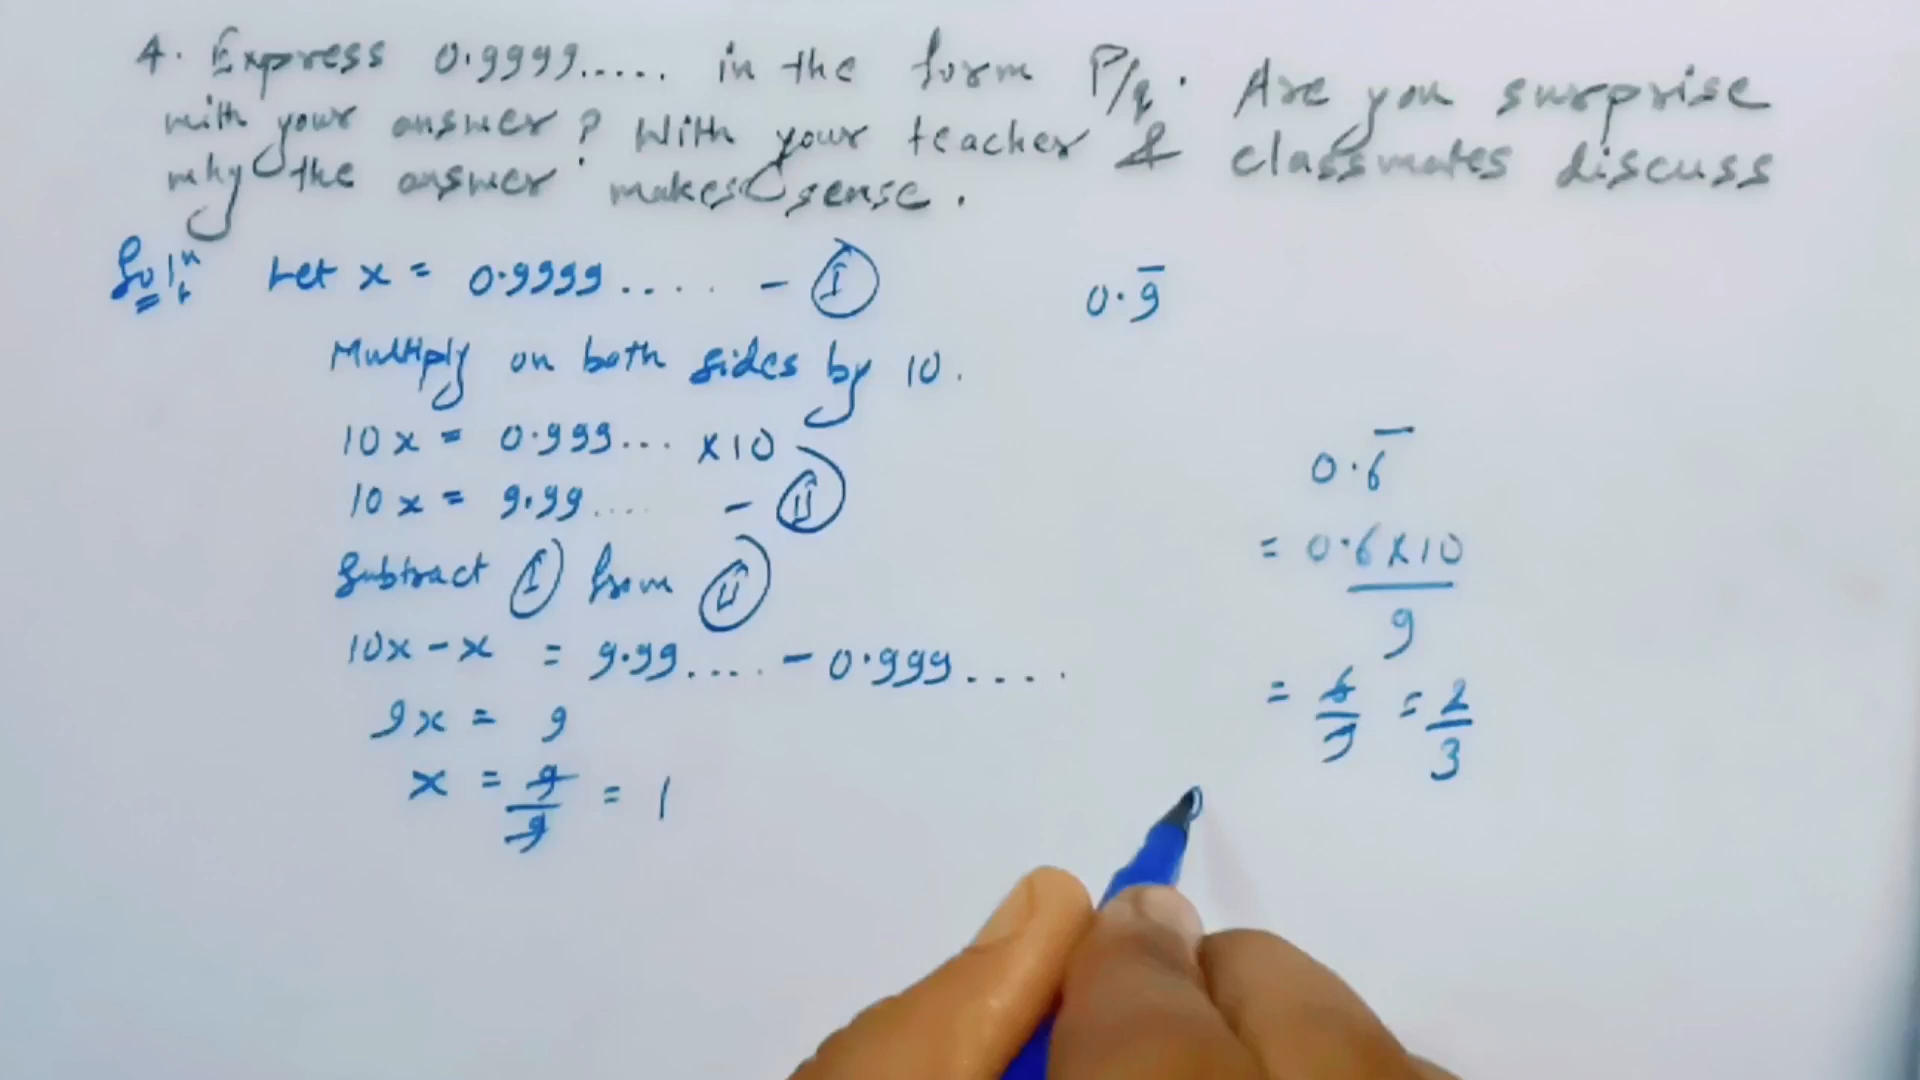 4. Express 0.9999..... in the form P/q. Are you surprise
with your answer? With your teacher & classmates discuss
why the answer makes sense.
Solⁿ, Let x = 0.9999.... - I
0.9̅
Multiply on both sides by 10.
10x = 0.999... x10
10x = 9.99.... - II
Subtract I from II
10x - x = 9.99.... - 0.999....
9x = 9
x = 9/9 = 1
0.6̅
= 0.6x10/9
= 6/9 = 2/3